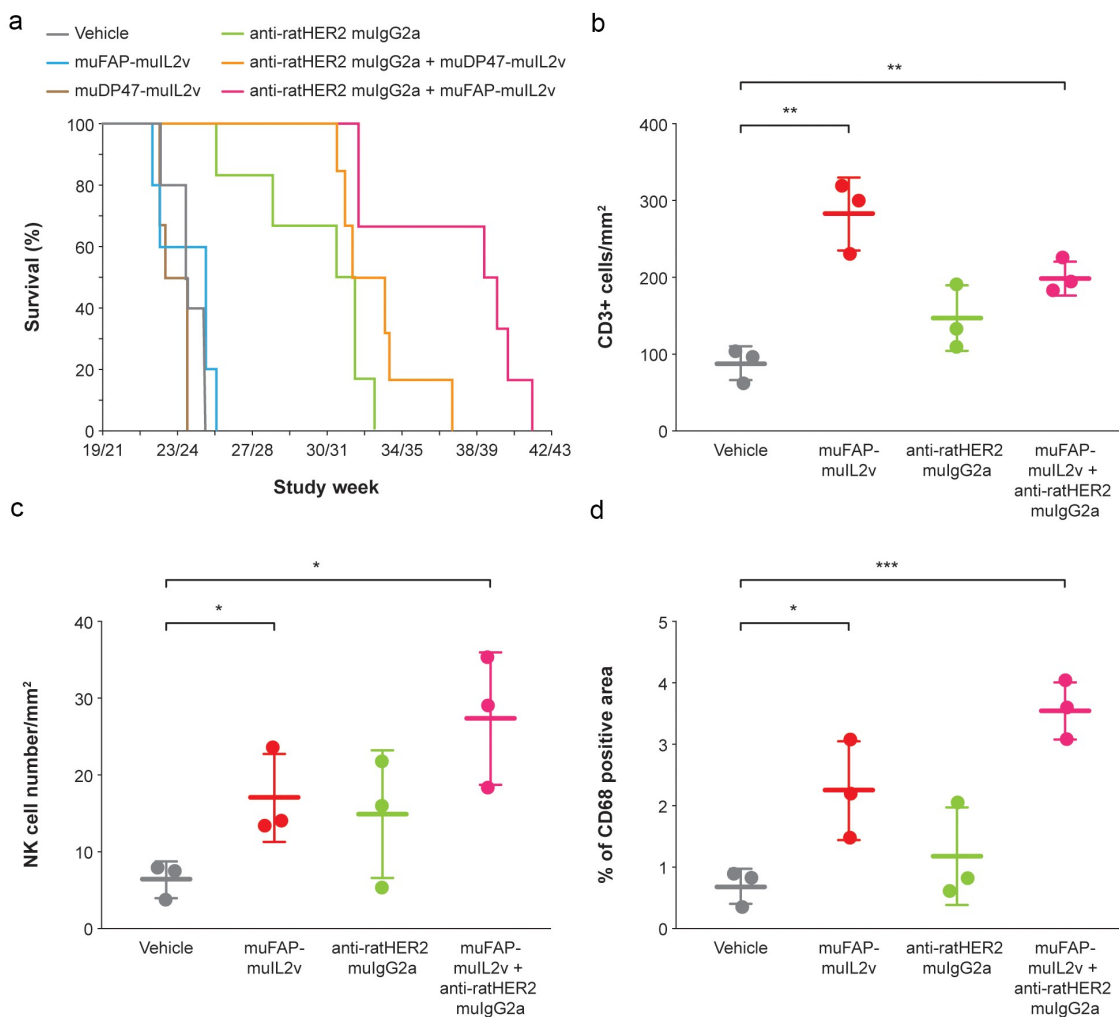 a
Vehicle
muFAP-muIL2v
muDP47-muIL2v
anti-ratHER2 muIgG2a
anti-ratHER2 muIgG2a + muDP47-muIL2v
anti-ratHER2 muIgG2a + muFAP-muIL2v
Survival (%)
100
80
60
40
20
0
19/21 23/24 27/28 30/31 34/35 38/39 42/43
Study week
b
**
**
CD3+ cells/mm²
400
300
200
100
0
Vehicle
muFAP-
muIL2v
anti-ratHER2
muIgG2a
muFAP-
muIL2v +
anti-ratHER2
muIgG2a
c
*
*
NK cell number/mm²
40
30
20
10
0
Vehicle
muFAP-
muIL2v
anti-ratHER2
muIgG2a
muFAP-
muIL2v +
anti-ratHER2
muIgG2a
d
***
*
% of CD68 positive area
5
4
3
2
1
0
Vehicle
muFAP-
muIL2v
anti-ratHER2
muIgG2a
muFAP-
muIL2v +
anti-ratHER2
muIgG2a